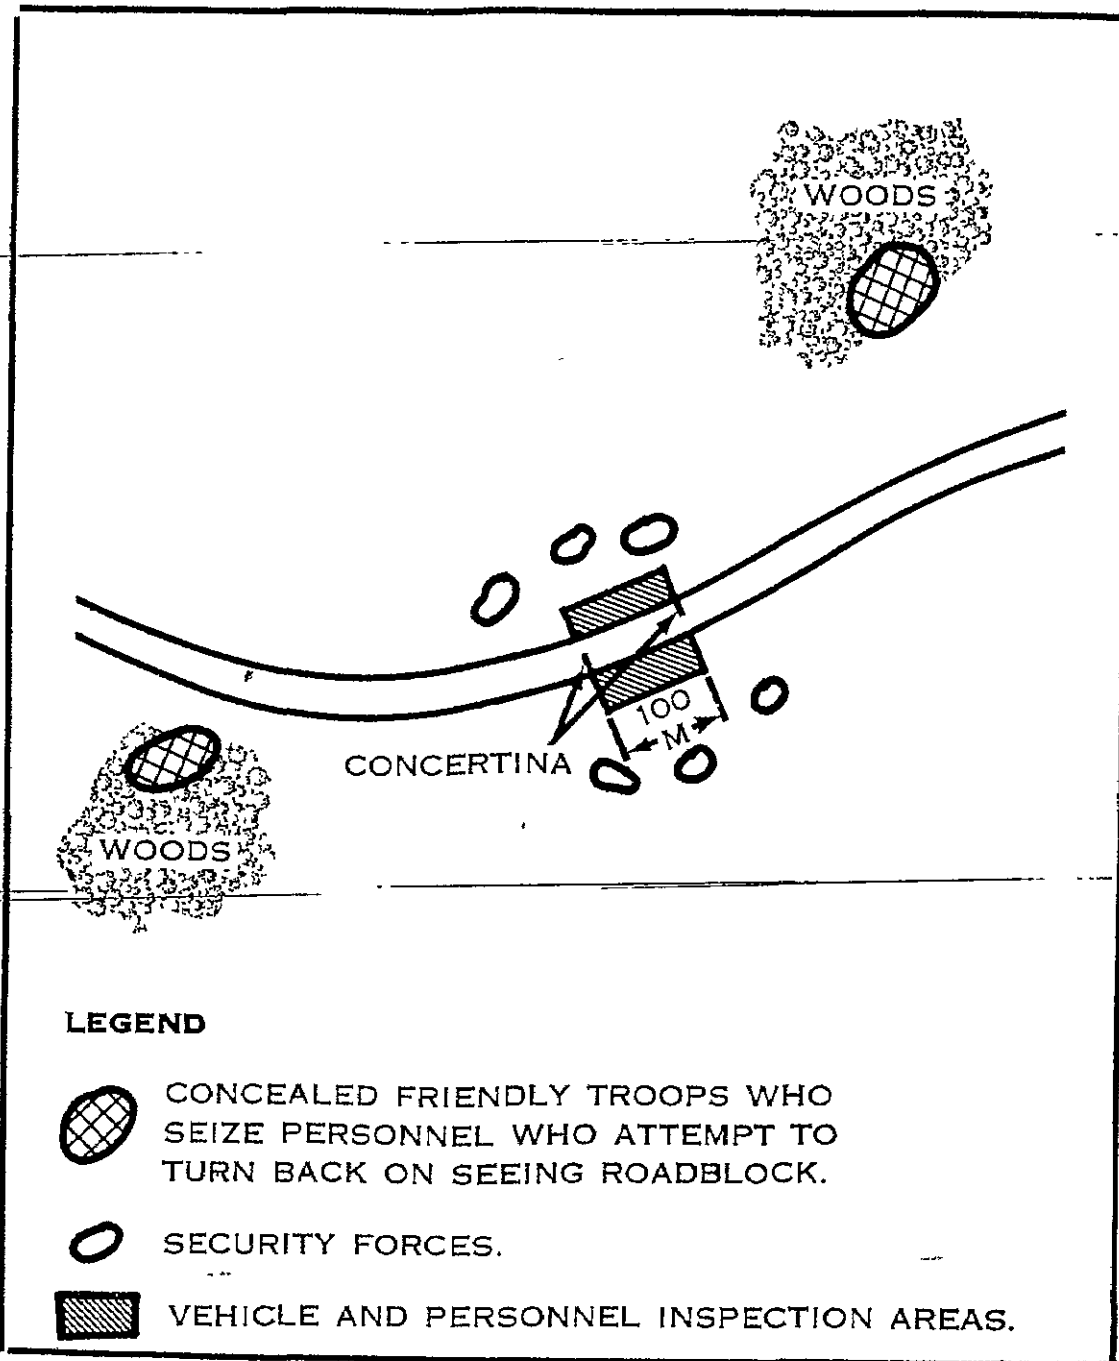 WOODS
CONCERTINA
100
M
WOODS
LEGEND
CONCEALED FRIENDLY TROOPS WHO
SEIZE PERSONNEL WHO ATTEMPT TO
TURN BACK ON SEEING ROADBLOCK.
SECURITY FORCES.
VEHICLE AND PERSONNEL INSPECTION AREAS.